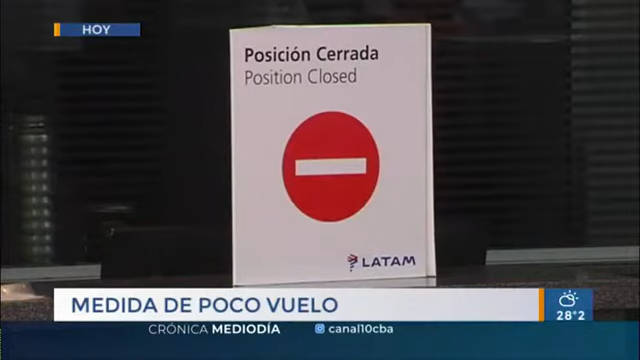 HOY
Posición Cerrada
Position Closed
LATAM
MEDIDA DE POCO VUELO
28°2
CRÓNICA MEDIODÍA
canal10cba